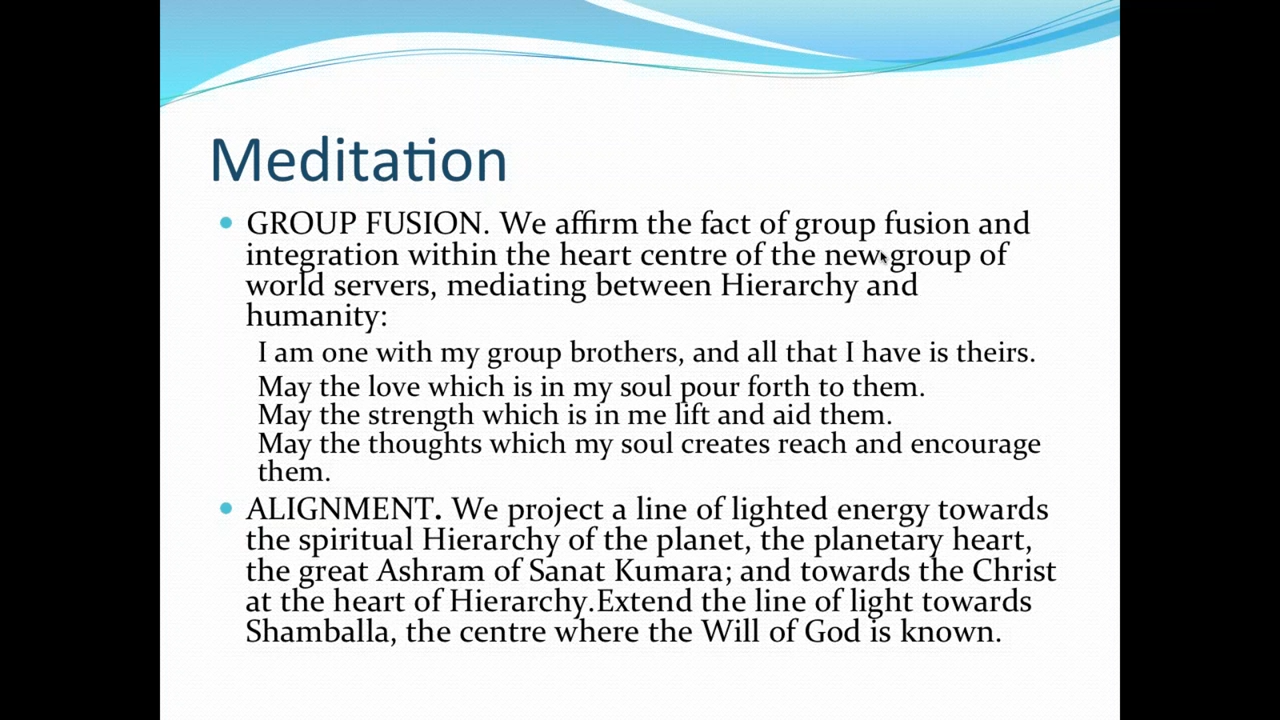 Meditation
GROUP FUSION. We affirm the fact of group fusion and
integration within the heart centre of the new group of
world servers, mediating between Hierarchy and
humanity:
I am one with my group brothers, and all that I have is theirs.
May the love which is in my soul pour forth to them.
May the strength which is in me lift and aid them.
May the thoughts which my soul creates reach and encourage
them.
ALIGNMENT. We project a line of lighted energy towards
the spiritual Hierarchy of the planet, the planetary heart,
the great Ashram of Sanat Kumara; and towards the Christ
at the heart of Hierarchy.Extend the line of light towards
Shamballa, the centre where the Will of God is known.